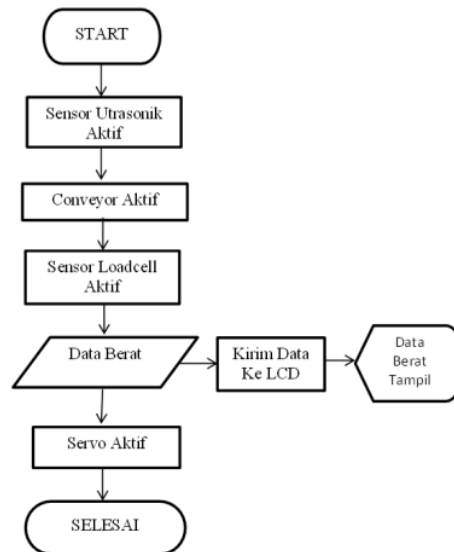 START
Sensor Utrasonik
Aktif
Conveyor Aktif
Sensor Loadcell
Aktif
Data Berat
Kirim Data
Ke LCD
Data
Berat
Tampil
Servo Aktif
SELESAI